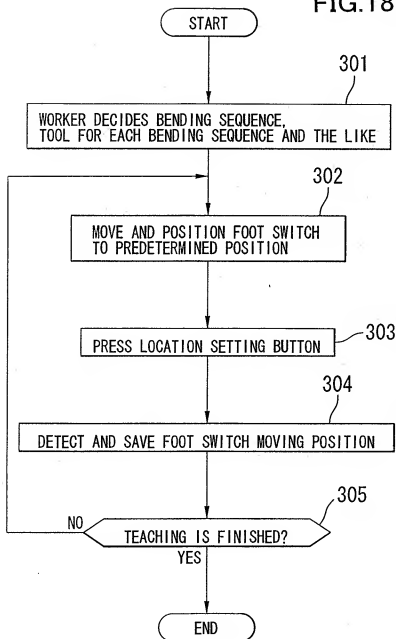 FIG.18
START
301
WORKER DECIDES BENDING SEQUENCE,
TOOL FOR EACH BENDING SEQUENCE AND THE LIKE
302
MOVE AND POSITION FOOT SWITCH
TO PREDETERMINED POSITION
PRESS LOCATION SETTING BUTTON
303
304
DETECT AND SAVE FOOT SWITCH MOVING POSITION
305
NO
TEACHING IS FINISHED?
YES
END